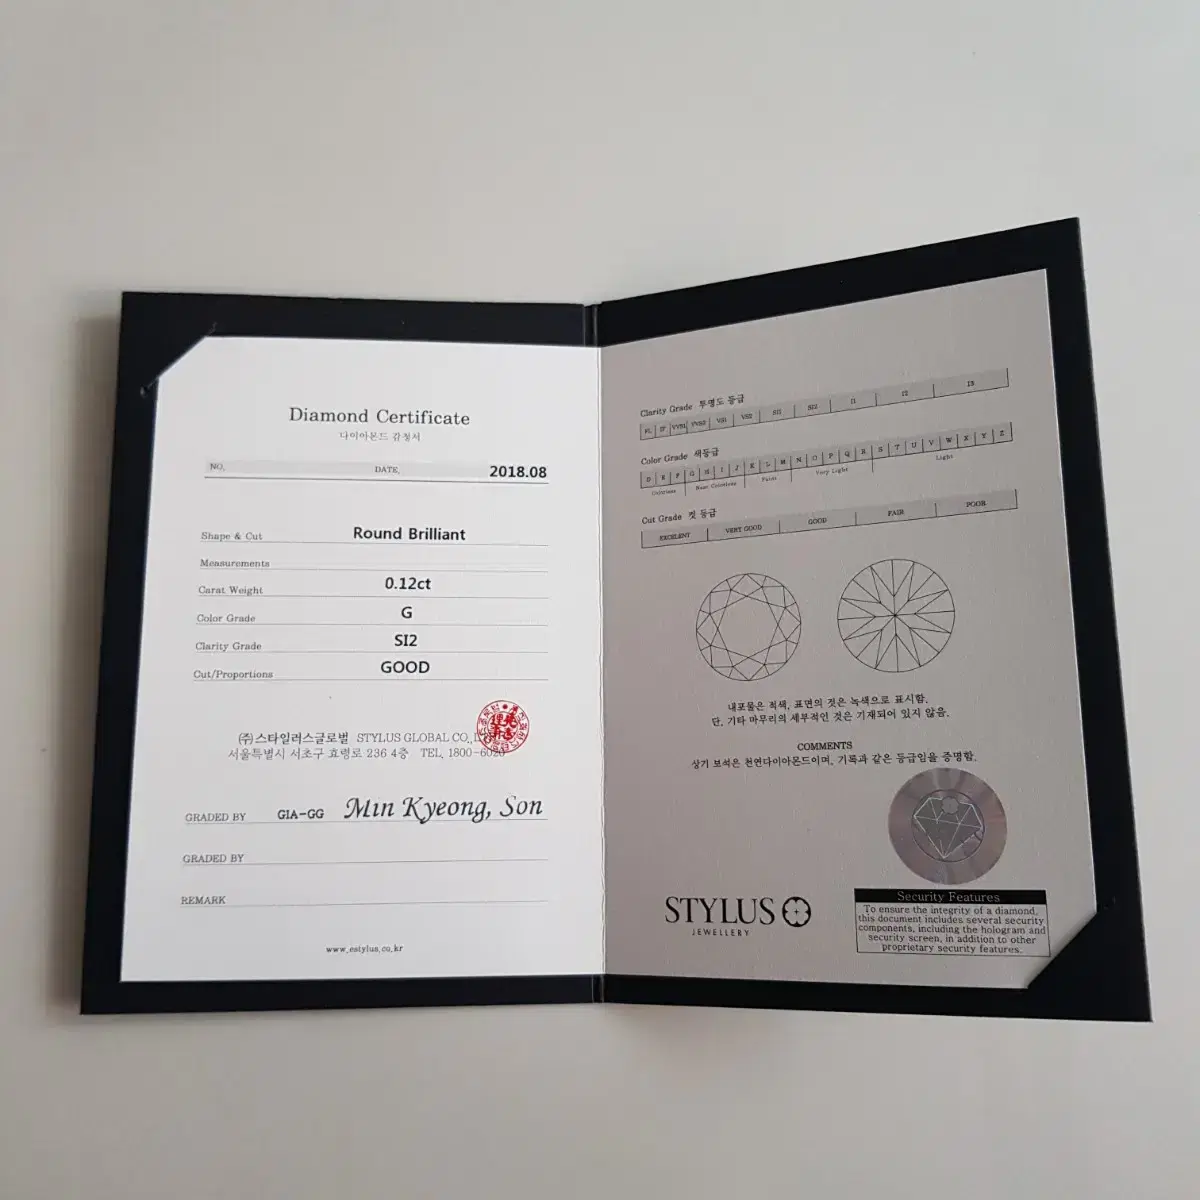 Diamond Certificate
다이아몬드 감정서
NO. DATE. 2018.08
Shape & Cut Round Brilliant
Measurements
Carat Weight 0.12ct
Color Grade G
Clarity Grade SI2
Cut/Proportions GOOD
(주)스타일러스글로벌 STYLUS GLOBAL CO.,
서울특별시 서초구 효령로 236 4층 TEL. 1800-6020
GRADED BY GIA-GG Min Kyeong, Son
GRADED BY
REMARK
www.estylus.co.kr
Clarity Grade 투명도 등급
FL IF VVS1 VVS2 VS1 VS2 SI1 SI2 I1 I2 I3
Color Grade 색등급
D E F G H I J K L M N O P Q R S T U V W X Y Z
Colorless Near Colorless Faint Very Light Light
Cut Grade 컷 등급
EXCELENT VERY GOOD GOOD FAIR POOR
내포물은 적색, 표면의 것은 녹색으로 표시함.
단, 기타 마무리의 세부적인 것은 기재되어 있지 않음.
COMMENTS
상기 보석은 천연다이아몬드이며, 기록과 같은 등급임을 증명함.
STYLUS
JEWELLERY
Security Features
To ensure the integrity of a diamond,
this document includes several security
components, including the hologram and
security screen, in addition to other
proprietary security features.